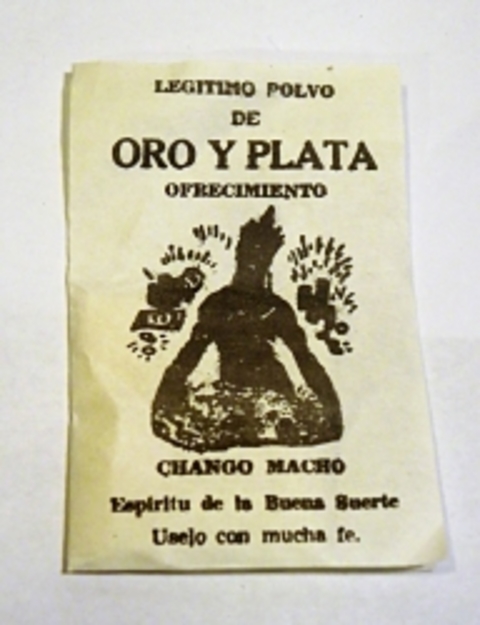 LEGITIMO POLVO
DE
ORO Y PLATA
OFRECIMIENTO
CHANGO MACHO
Espiritu de la Buena Suerte
Uselo con mucha fe.